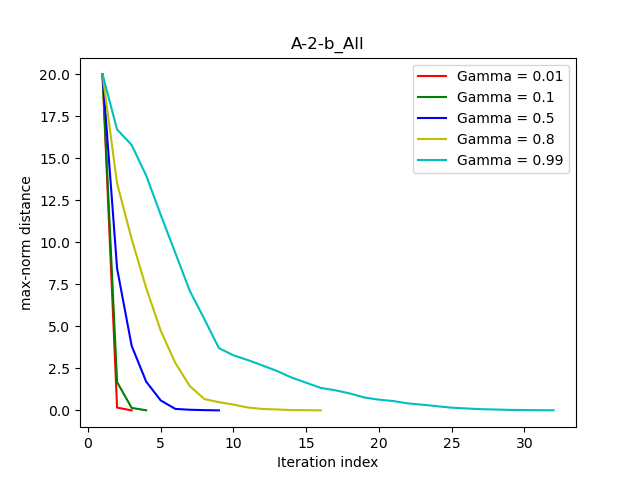 A-2-b_All
max-norm distance
20.0
17.5
15.0
12.5
10.0
7.5
5.0
2.5
0.0
Gamma = 0.01
Gamma = 0.1
Gamma = 0.5
Gamma = 0.8
Gamma = 0.99
0 5 10 15 20 25 30
Iteration index